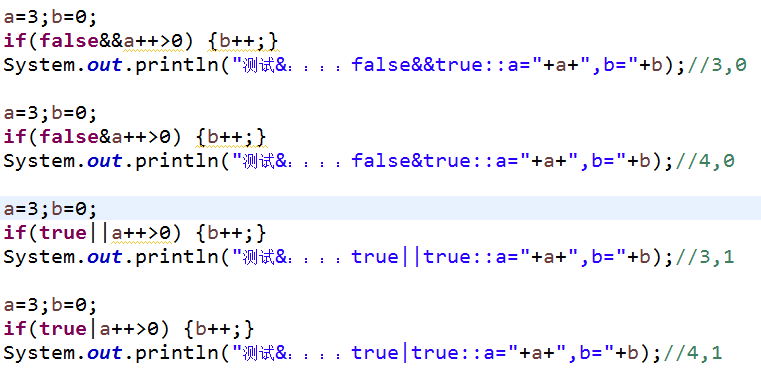 a=3;b=0;
if(false&&a++>0) {b++;}
System.out.println("测试&：：：：false&&true::a="+a+",b="+b);//3,0
a=3;b=0;
if(false&a++>0) {b++;}
System.out.println("测试&：：：：false&true::a="+a+",b="+b);//4,0
a=3;b=0;
if(true||a++>0) {b++;}
System.out.println("测试&：：：：true||true::a="+a+",b="+b);//3,1
a=3;b=0;
if(true|a++>0) {b++;}
System.out.println("测试&：：：：true|true::a="+a+",b="+b);//4,1